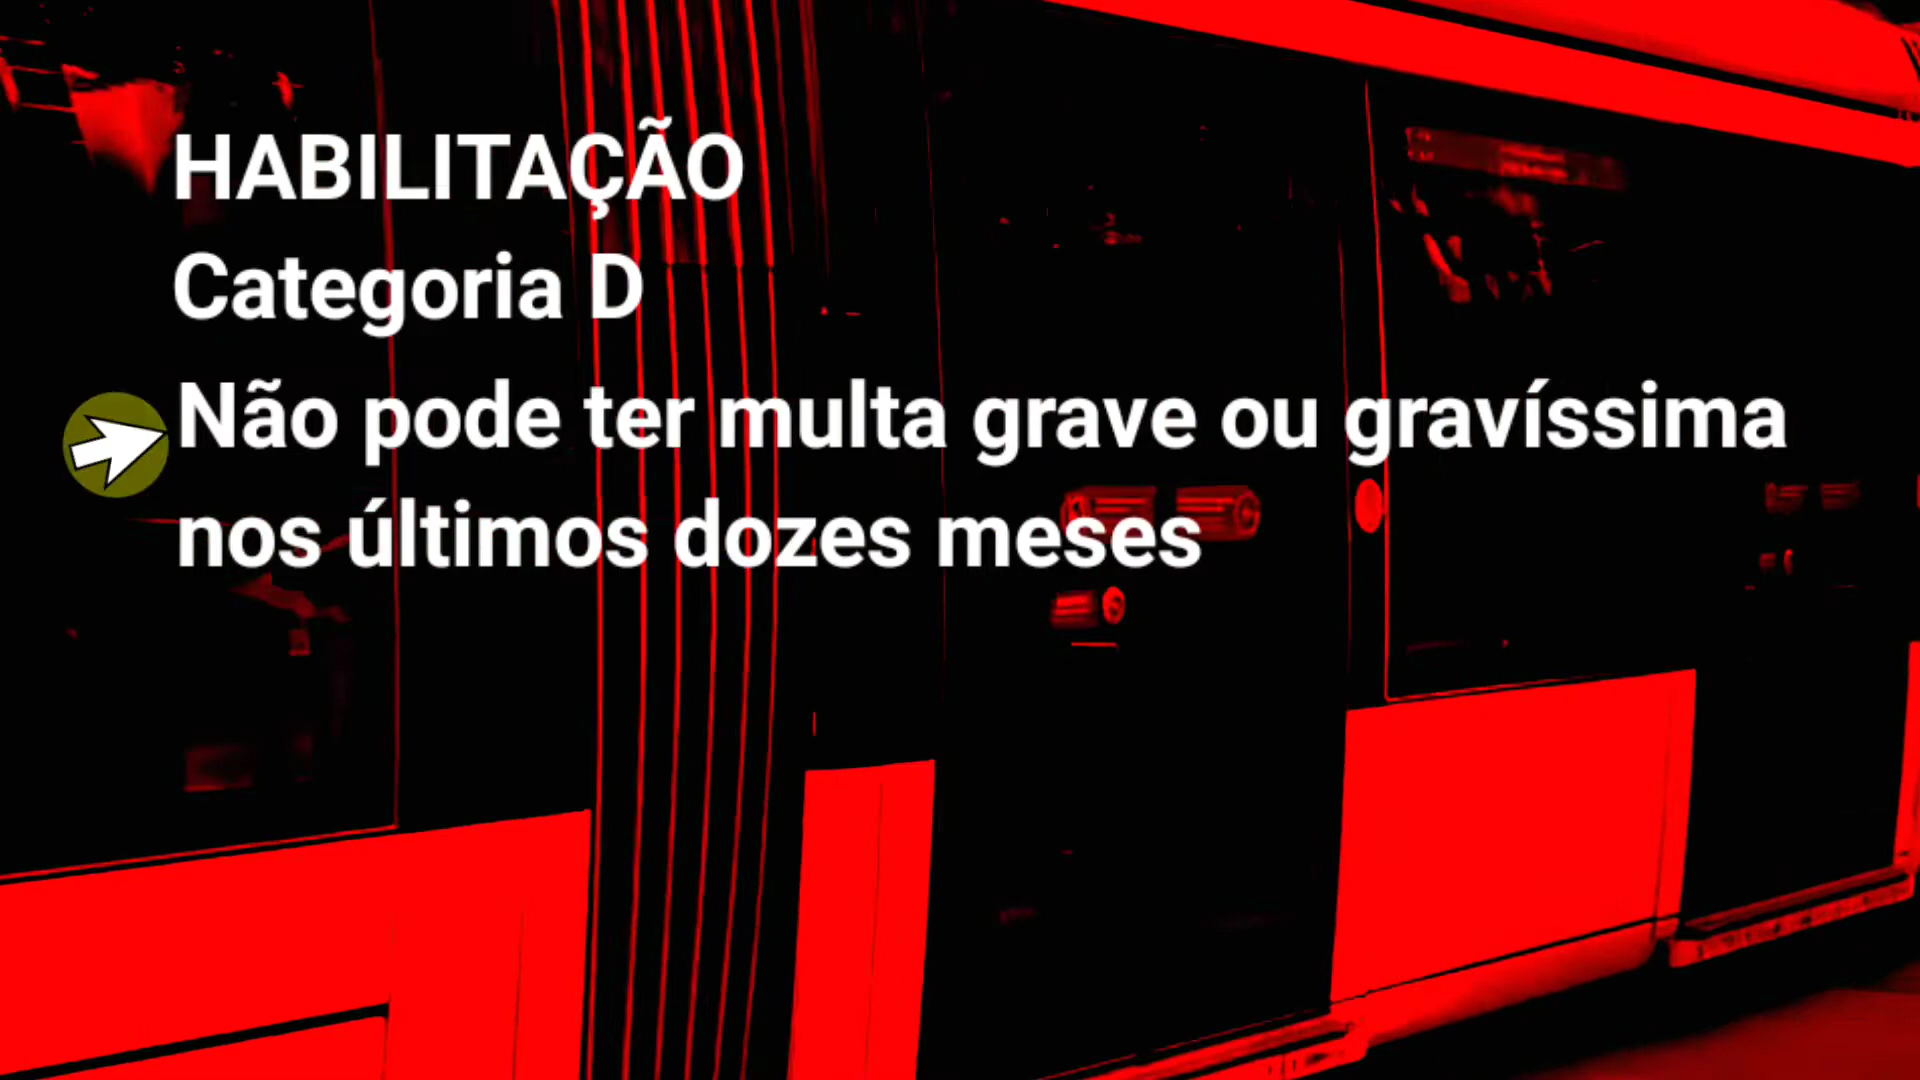 HABILITAÇÃO
Categoria D
Não pode ter multa grave ou gravíssima
nos últimos dozes meses